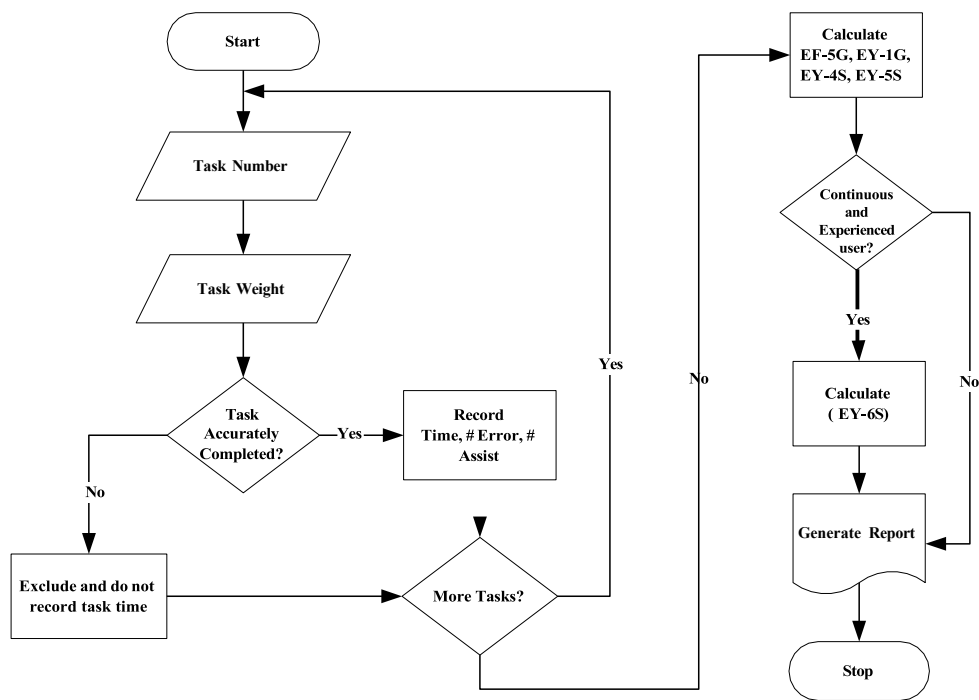 Start
Task Number
Task Weight
Task
Accurately
Completed?
Yes
Record
Time, # Error, #
Assist
No
Exclude and do not
record task time
More Tasks?
Yes
No
Calculate
EF-5G, EY-1G,
EY-4S, EY-5S
Continuous
and
Experienced
user?
Yes
No
Calculate
( EY-6S)
Generate Report
Stop